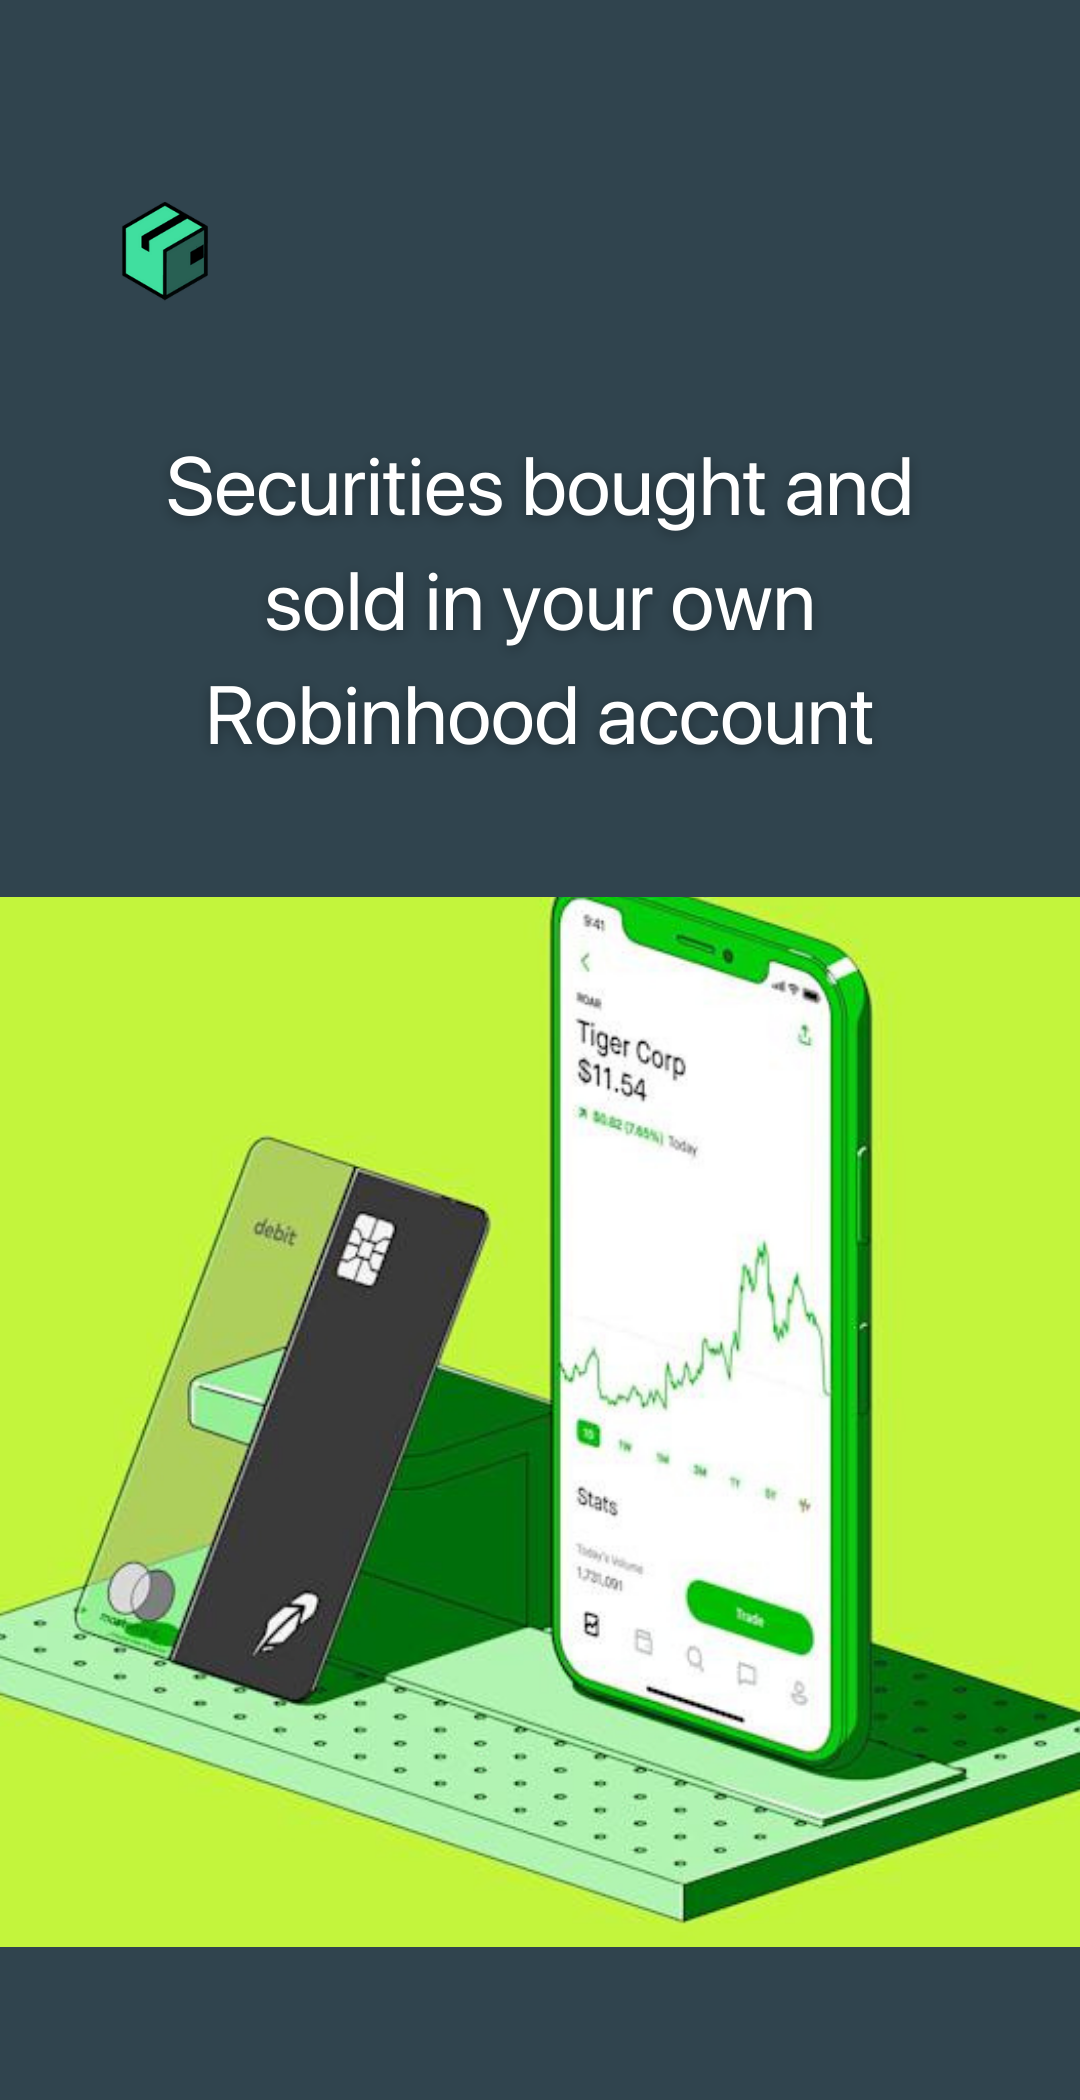 Securities bought and
sold in your own
Robinhood account
9:41
ROAR
Tiger Corp
$11.54
$0.82 (7.65%) Today
debit
1D
1W
1M
3M
1Y
5Y
Stats
Today's Volume
1,731,091
Trade